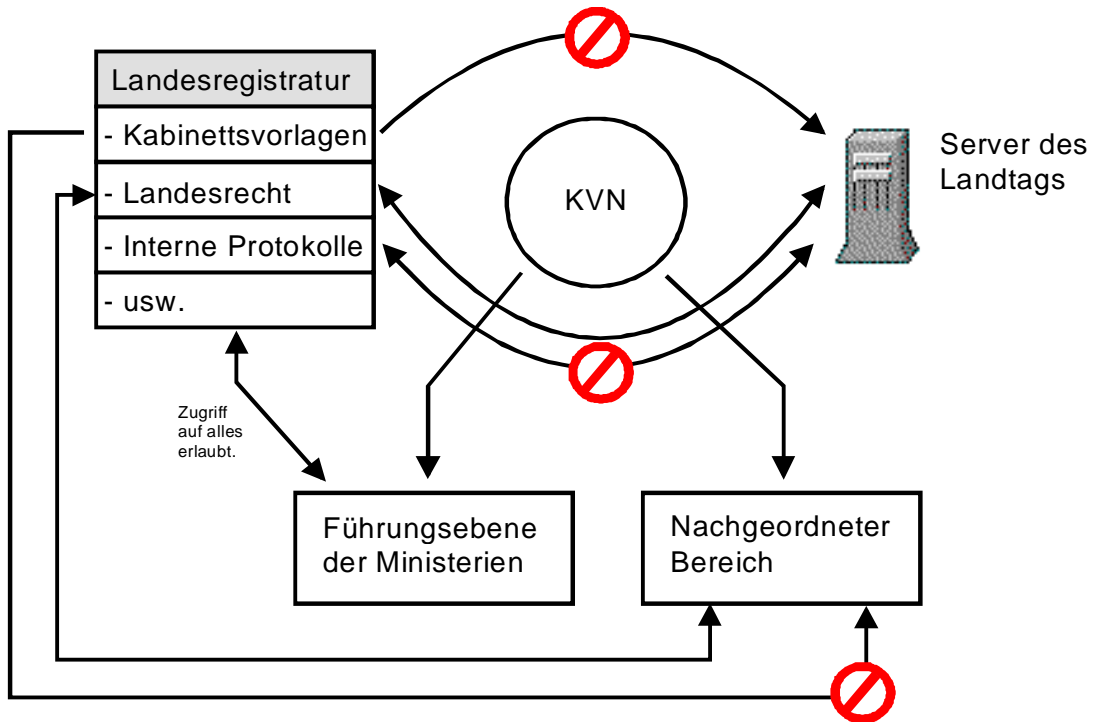 Landesregistratur
- Kabinettsvorlagen
- Landesrecht
- Interne Protokolle
- usw.
KVN
Server des
Landtags
Zugriff
auf alles
erlaubt.
Führungsebene
der Ministerien
Nachgeordneter
Bereich